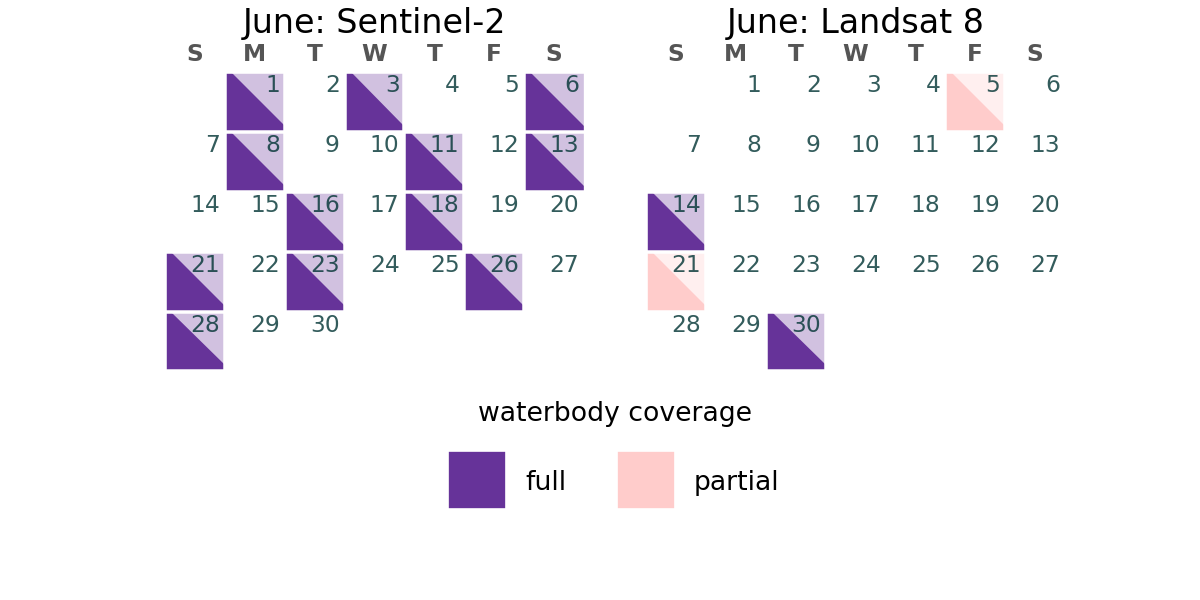 June: Sentinel-2
S M T W T F S
1 2 3 4 5 6
7 8 9 10 11 12 13
14 15 16 17 18 19 20
21 22 23 24 25 26 27
28 29 30
June: Landsat 8
S M T W T F S
1 2 3 4 5 6
7 8 9 10 11 12 13
14 15 16 17 18 19 20
21 22 23 24 25 26 27
28 29 30
waterbody coverage
full partial